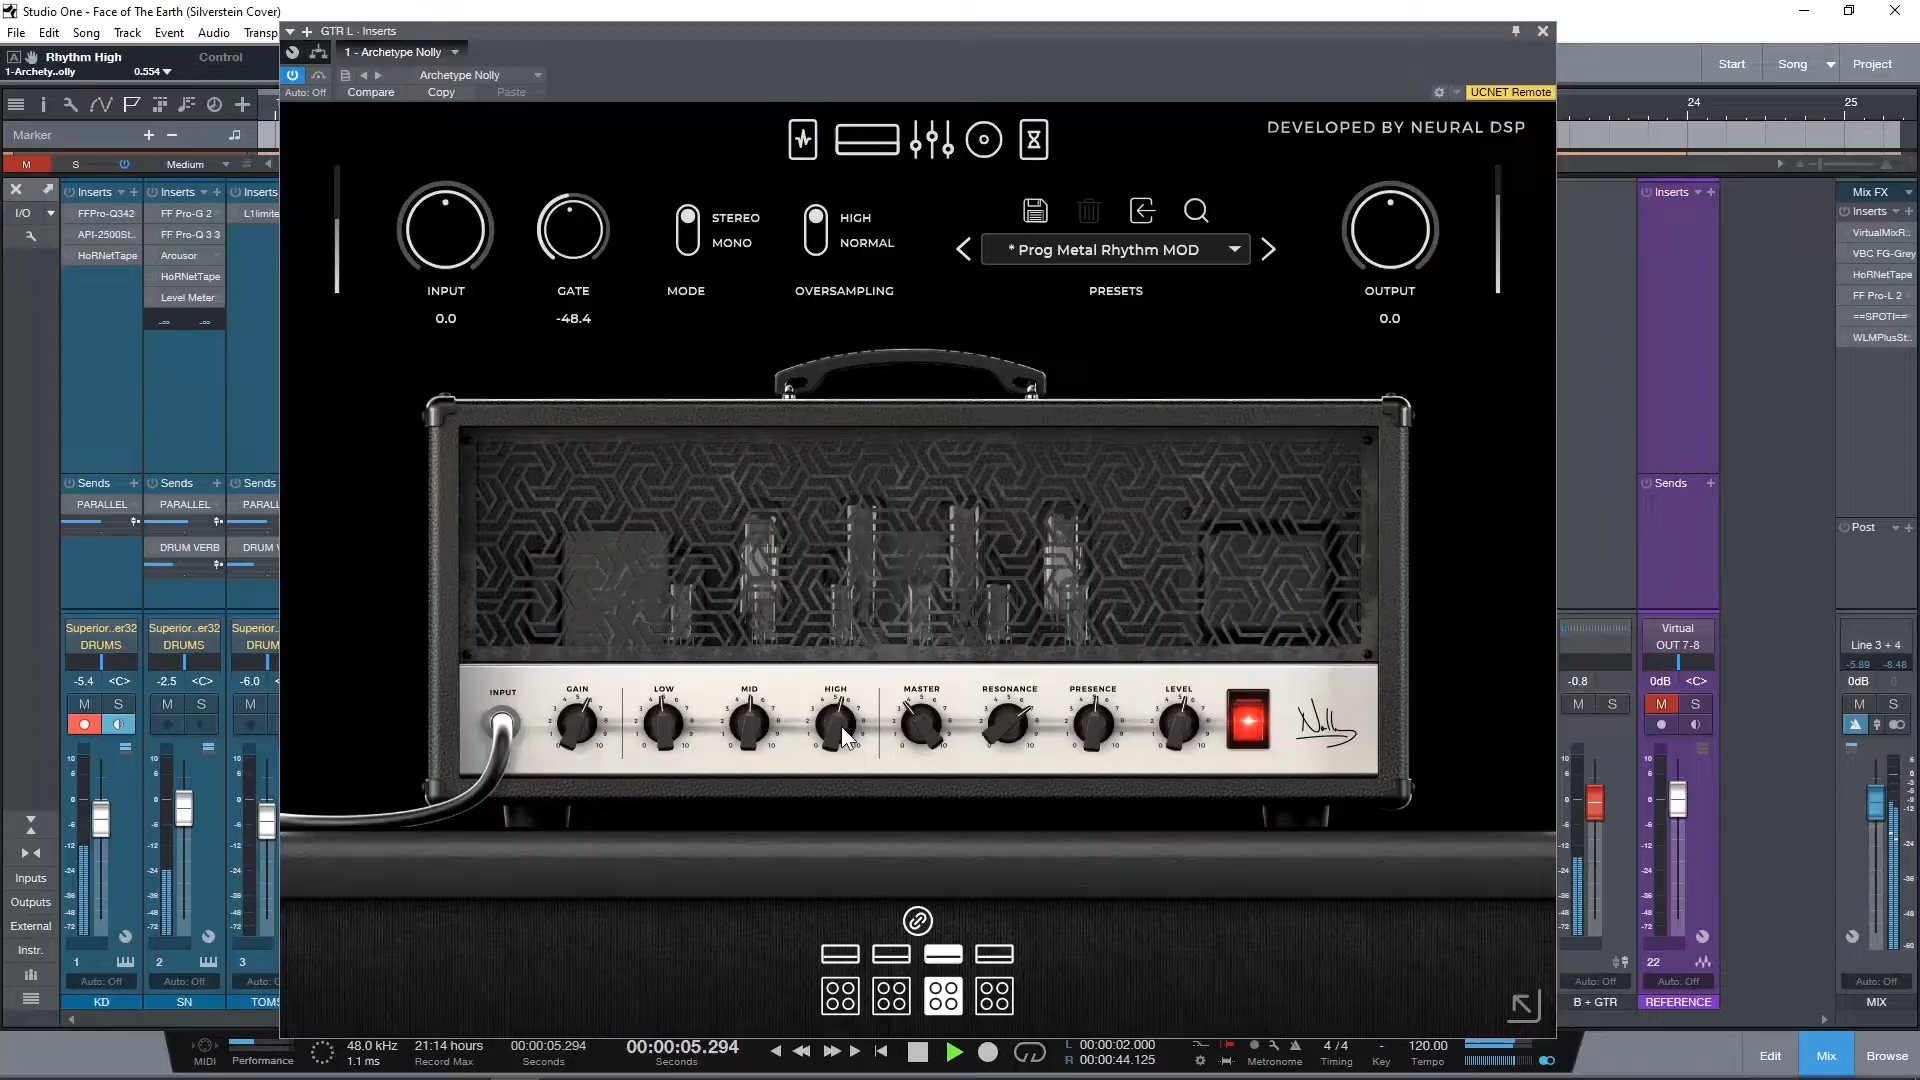 Studio One - Face of The Earth (Silverstein Cover)
File Edit Song Track Event Audio Transp
GTR L - Inserts
Rhythm High Control
1-Archety..olly 0.554
1 - Archetype Nolly
Archetype Nolly
Auto: Off Compare Copy Paste
UCNET Remote
Start Song Project
Marker
24 25
M S Medium
DEVELOPED BY NEURAL DSP
STEREO
MONO
HIGH
NORMAL
* Prog Metal Rhythm MOD
INPUT GATE MODE OVERSAMPLING PRESETS OUTPUT
0.0 -48.4 0.0
INPUT GAIN LOW MID HIGH MASTER RESONANCE PRESENCE LEVEL
Nolly
I/O
Inserts Inserts Inserts
FFPro-Q342 FF Pro-G 2 L1limite
API-2500St.. FF Pro-Q 3 3
HoRNetTape Arousor
HoRNetTape
Level Meter
Sends Sends Sends
PARALLEL PARALLEL PARALL
DRUM VERB DRUM V
Superior..er32 Superior..er32 Superior-
DRUMS DRUMS DRUM
-5.4 <C> -2.5 <C> -6.0
M S M S M
Inputs
Outputs
External
Instr.
1 2 3
Auto: Off Auto: Off Auto: Off
KD SN TOMS
Inserts
Sends
Virtual
OUT 7-8
-0.8 0dB <C>
M S M S
22
Auto: Off Auto: Off
B + GTR REFERENCE
Mix FX
Inserts
VirtualMixR..
VBC FG-Grey
HoRNetTape
FF Pro-L 2
==SPOTI==
WLMPlusSt..
Post
Line 3 + 4
-5.89 -8.48
0dB 0
M S
Auto: Off
MIX
MIDI Performance
48.0 kHz
1.1 ms
21:14 hours
Record Max
00:00:05.294
Seconds
00:00:05.294
Seconds
L 00:00:02.000
R 00:00:44.125
Metronome
4 / 4
Timing
-
Key
120.00
Tempo
Edit Mix Browse